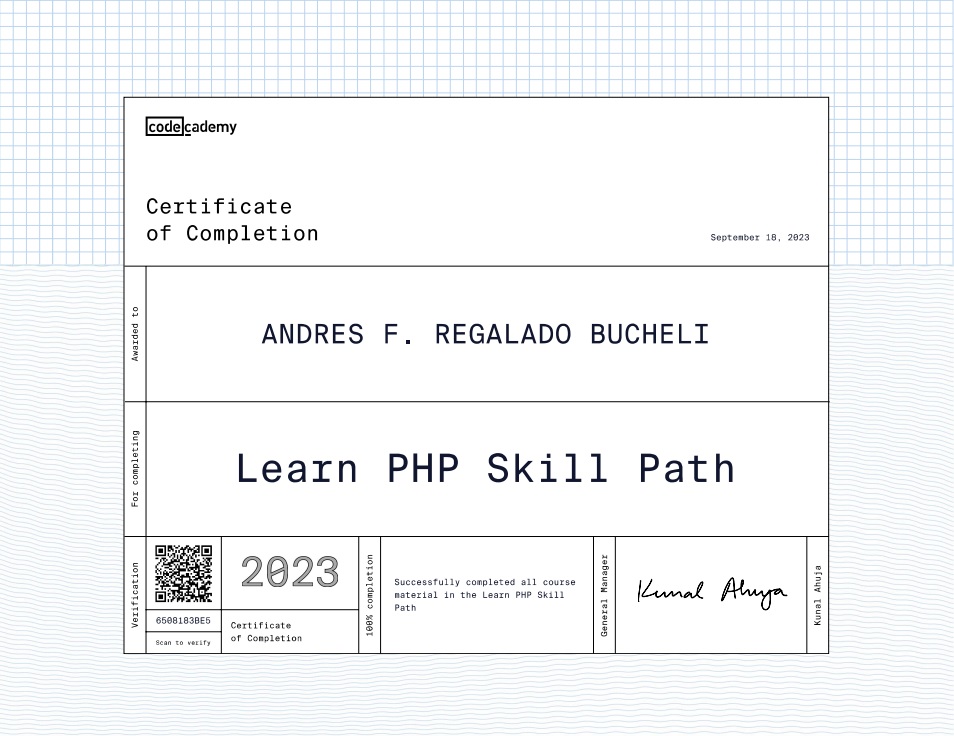 codecademy
Certificate
of Completion
September 18, 2023
Awarded to
ANDRES F. REGALADO BUCHELI
For completing
Learn PHP Skill Path
Verification
6508183BE5
Scan to verify
2023
Certificate
of Completion
100% completion
Successfully completed all course
material in the Learn PHP Skill
Path
General Manager
Kunal Ahuja
Kunal Ahuja